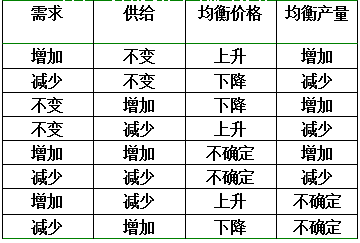 需求 供给 均衡价格 均衡产量
增加 不变 上升 增加
减少 不变 下降 减少
不变 增加 下降 增加
不变 减少 上升 减少
增加 增加 不确定 增加
减少 减少 不确定 减少
增加 减少 上升 不确定
减少 增加 下降 不确定